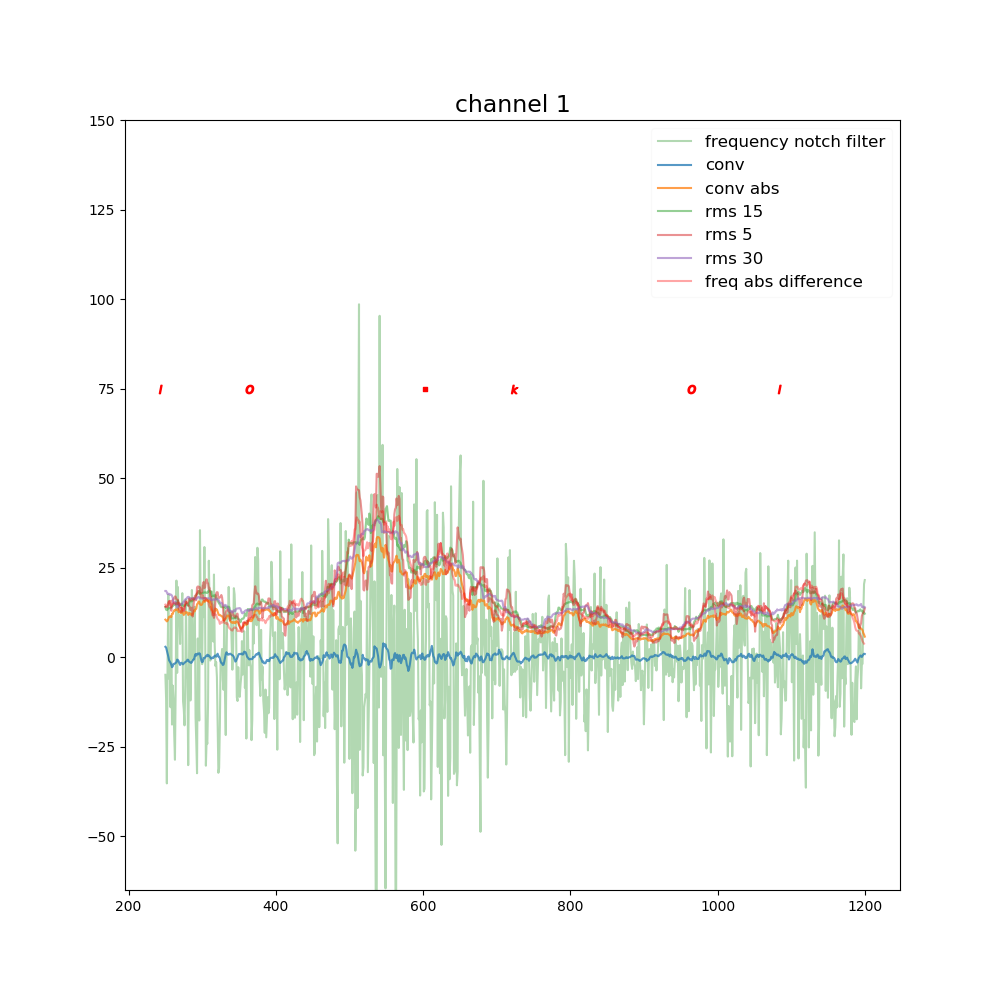 channel 1
150
125
100
75
50
25
0
−25
−50
frequency notch filter
conv
conv abs
rms 15
rms 5
rms 30
freq abs difference
l o ▪ k o l
200 400 600 800 1000 1200